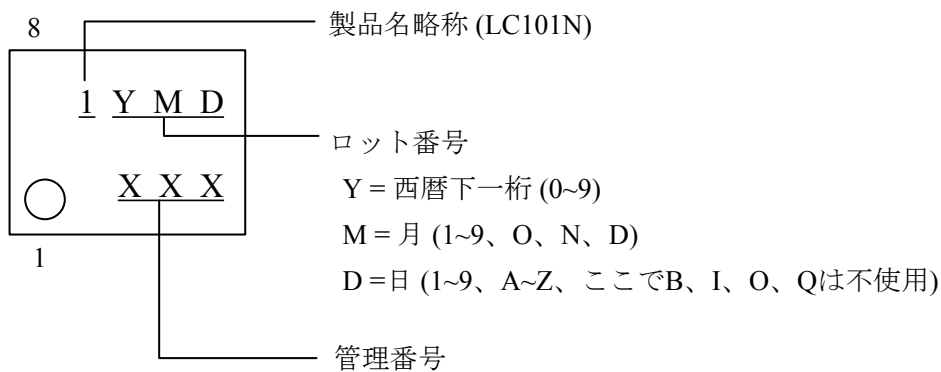 8
製品名略称 (LC101N)
1 Y M D
ロット番号
X X X
Y = 西暦下一桁 (0~9)
M = 月 (1~9、O、N、D)
1
D =日 (1~9、A~Z、ここでB、I、O、Qは不使用)
管理番号